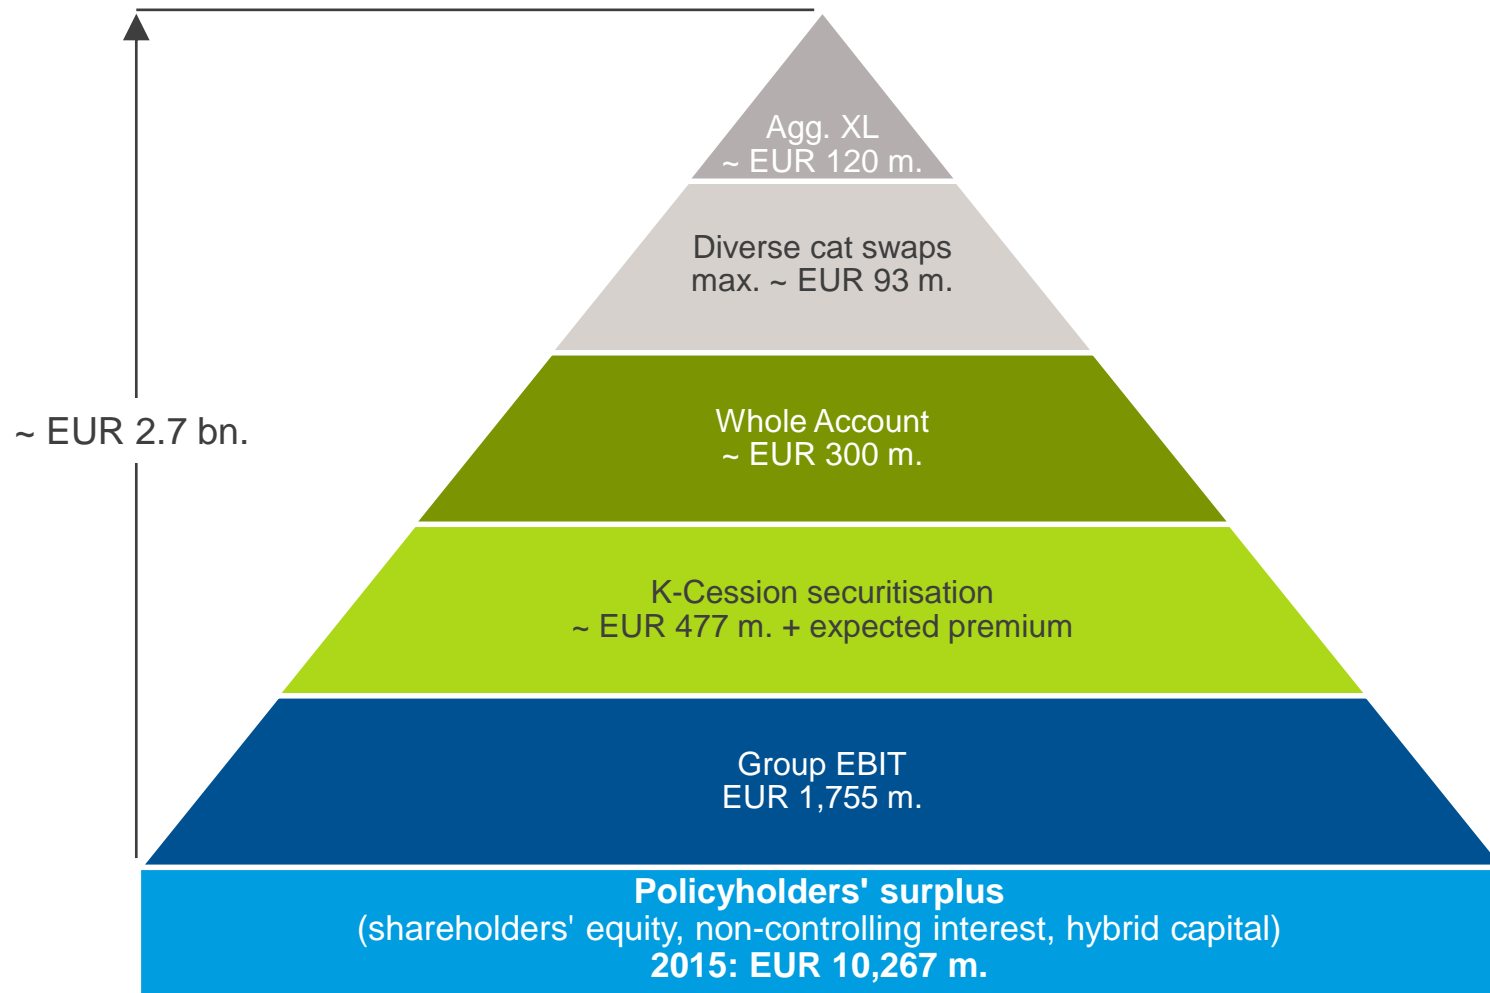 Agg. XL
~ EUR 120 m.
Diverse cat swaps
max. ~ EUR 93 m.
~ EUR 2.7 bn.
Whole Account
~ EUR 300 m.
K-Cession securitisation
~ EUR 477 m. + expected premium
Group EBIT
EUR 1,755 m.
Policyholders' surplus
(shareholders' equity, non-controlling interest, hybrid capital)
2015: EUR 10,267 m.